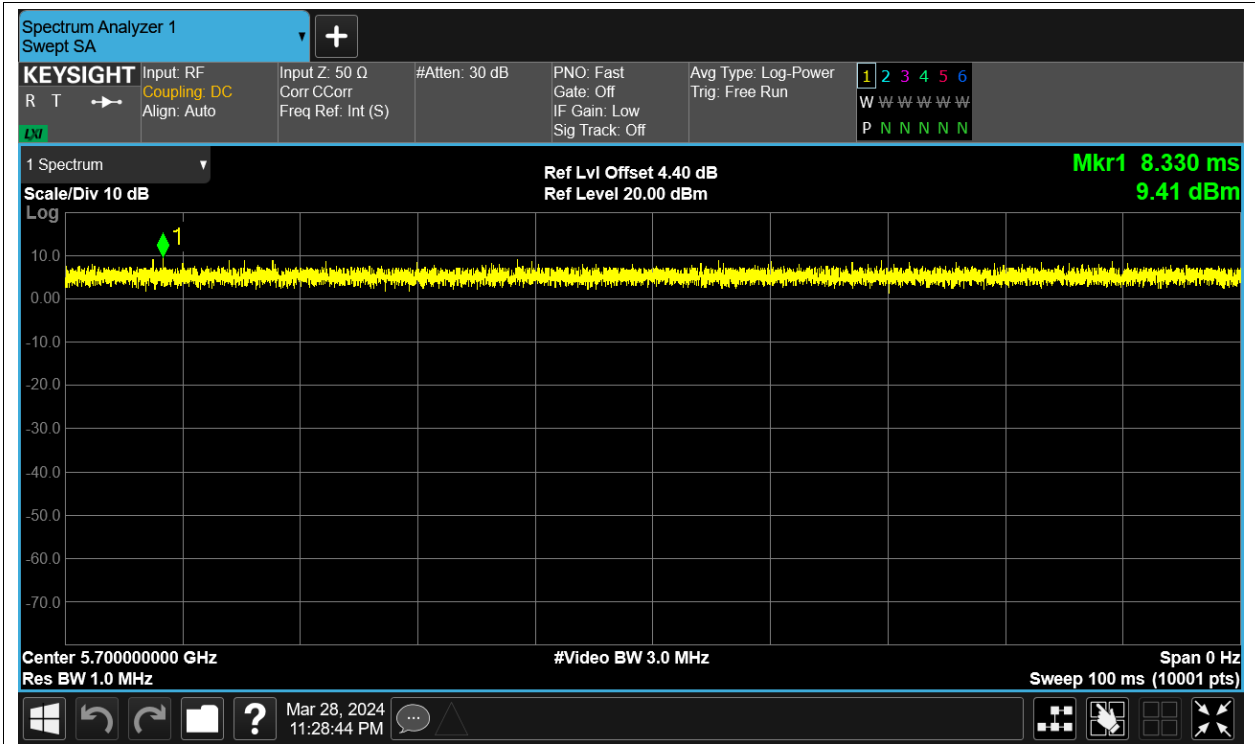 Spectrum Analyzer 1
Swept SA
+
KEYSIGHT
R T
LXI
Input: RF
Coupling: DC
Align: Auto
Input Z: 50 Ω
Corr CCorr
Freq Ref: Int (S)
#Atten: 30 dB
PNO: Fast
Gate: Off
IF Gain: Low
Sig Track: Off
Avg Type: Log-Power
Trig: Free Run
1 2 3 4 5 6
W W W W W W
P N N N N N
1 Spectrum
Scale/Div 10 dB
Ref Lvl Offset 4.40 dB
Ref Level 20.00 dBm
Mkr1 8.330 ms
9.41 dBm
Log
1
10.0
0.00
-10.0
-20.0
-30.0
-40.0
-50.0
-60.0
-70.0
Center 5.700000000 GHz
Res BW 1.0 MHz
#Video BW 3.0 MHz
Span 0 Hz
Sweep 100 ms (10001 pts)
?
Mar 28, 2024
11:28:44 PM